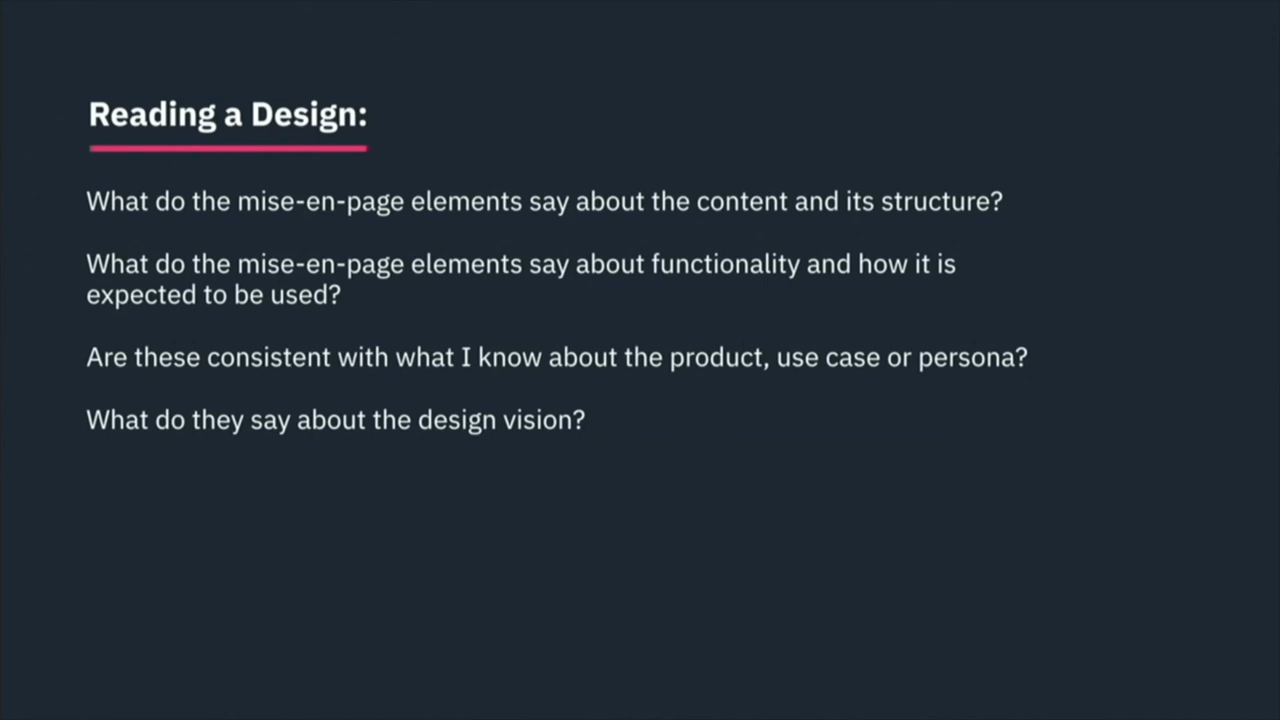 Reading a Design:
What do the mise-en-page elements say about the content and its structure?
What do the mise-en-page elements say about functionality and how it is
expected to be used?
Are these consistent with what I know about the product, use case or persona?
What do they say about the design vision?